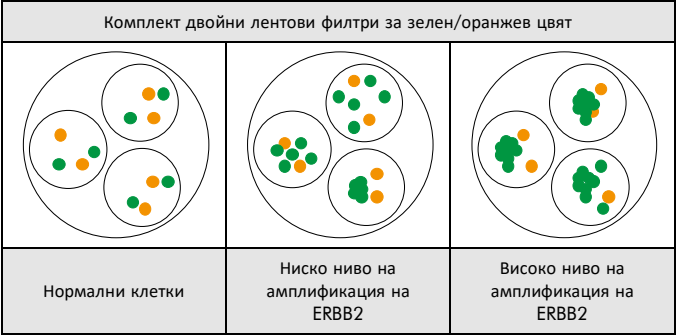 Комплект двойни лентови филтри за зелен/оранжев цвят
Нормални клетки
Ниско ниво на
амплификация на
ERBB2
Високо ниво на
амплификация на
ERBB2